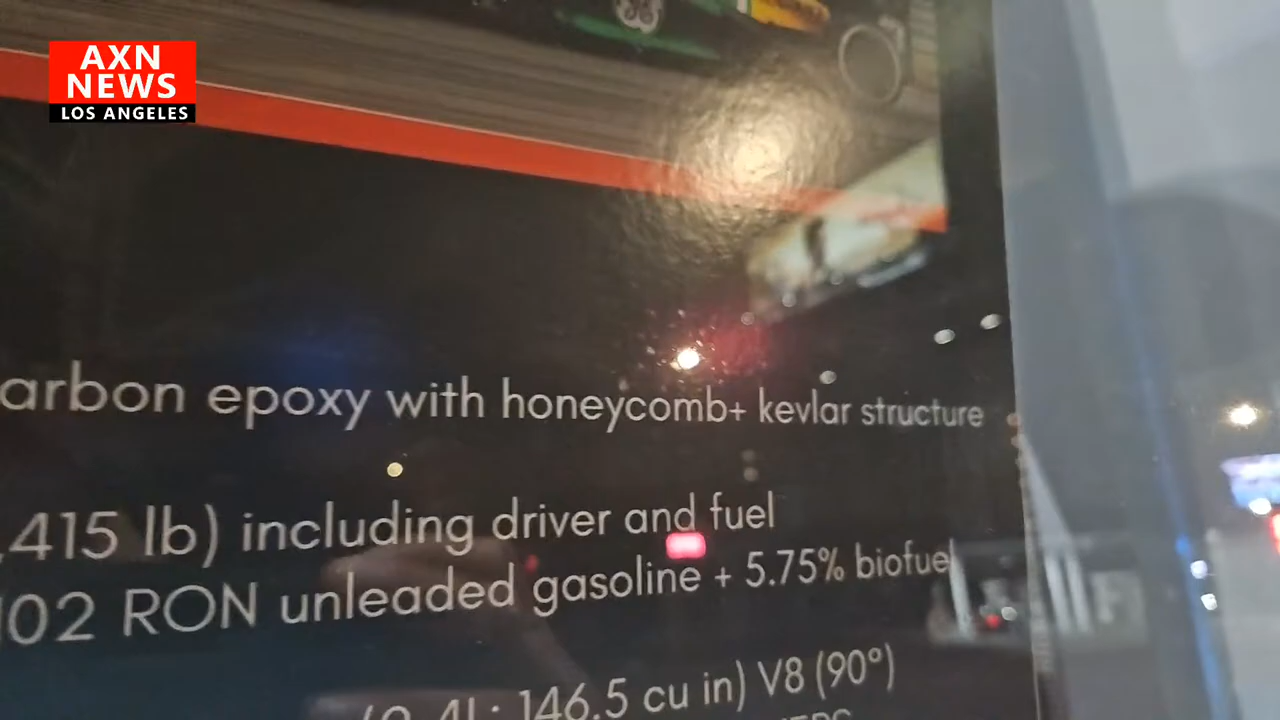 AXN
NEWS
LOS ANGELES
arbon epoxy with honeycomb+ kevlar structure
,415 lb) including driver and fuel
102 RON unleaded gasoline + 5.75% biofuel
146.5 cu in) V8 (90°)